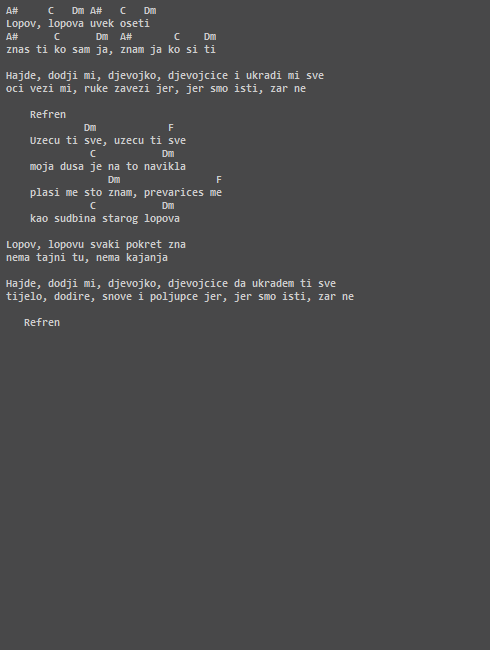 A#     C   Dm A#   C   Dm
Lopov, lopova uvek oseti
A#      C      Dm  A#       C    Dm
znas ti ko sam ja, znam ja ko si ti

Hajde, dodji mi, djevojko, djevojcice i ukradi mi sve
oci vezi mi, ruke zavezi jer, jer smo isti, zar ne

    Refren
             Dm            F
    Uzecu ti sve, uzecu ti sve
              C           Dm
    moja dusa je na to navikla
                 Dm                F
    plasi me sto znam, prevarices me
              C           Dm
    kao sudbina starog lopova

Lopov, lopovu svaki pokret zna
nema tajni tu, nema kajanja

Hajde, dodji mi, djevojko, djevojcice da ukradem ti sve
tijelo, dodire, snove i poljupce jer, jer smo isti, zar ne

   Refren